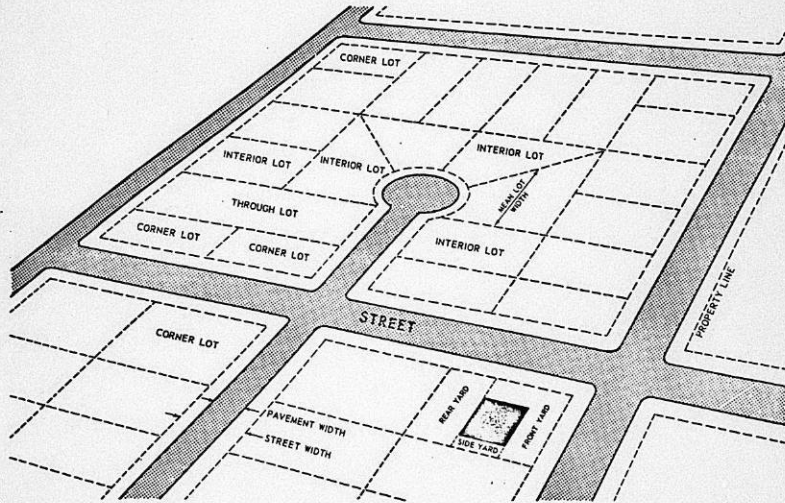 CORNER LOT
INTERIOR LOT
INTERIOR LOT
INTERIOR LOT
MEAN LOT
WIDTH
THROUGH LOT
CORNER LOT
CORNER LOT
INTERIOR LOT
PROPERTY LINE
STREET
CORNER LOT
REAR YARD
FRONT YARD
SIDE YARD
PAVEMENT WIDTH
STREET WIDTH